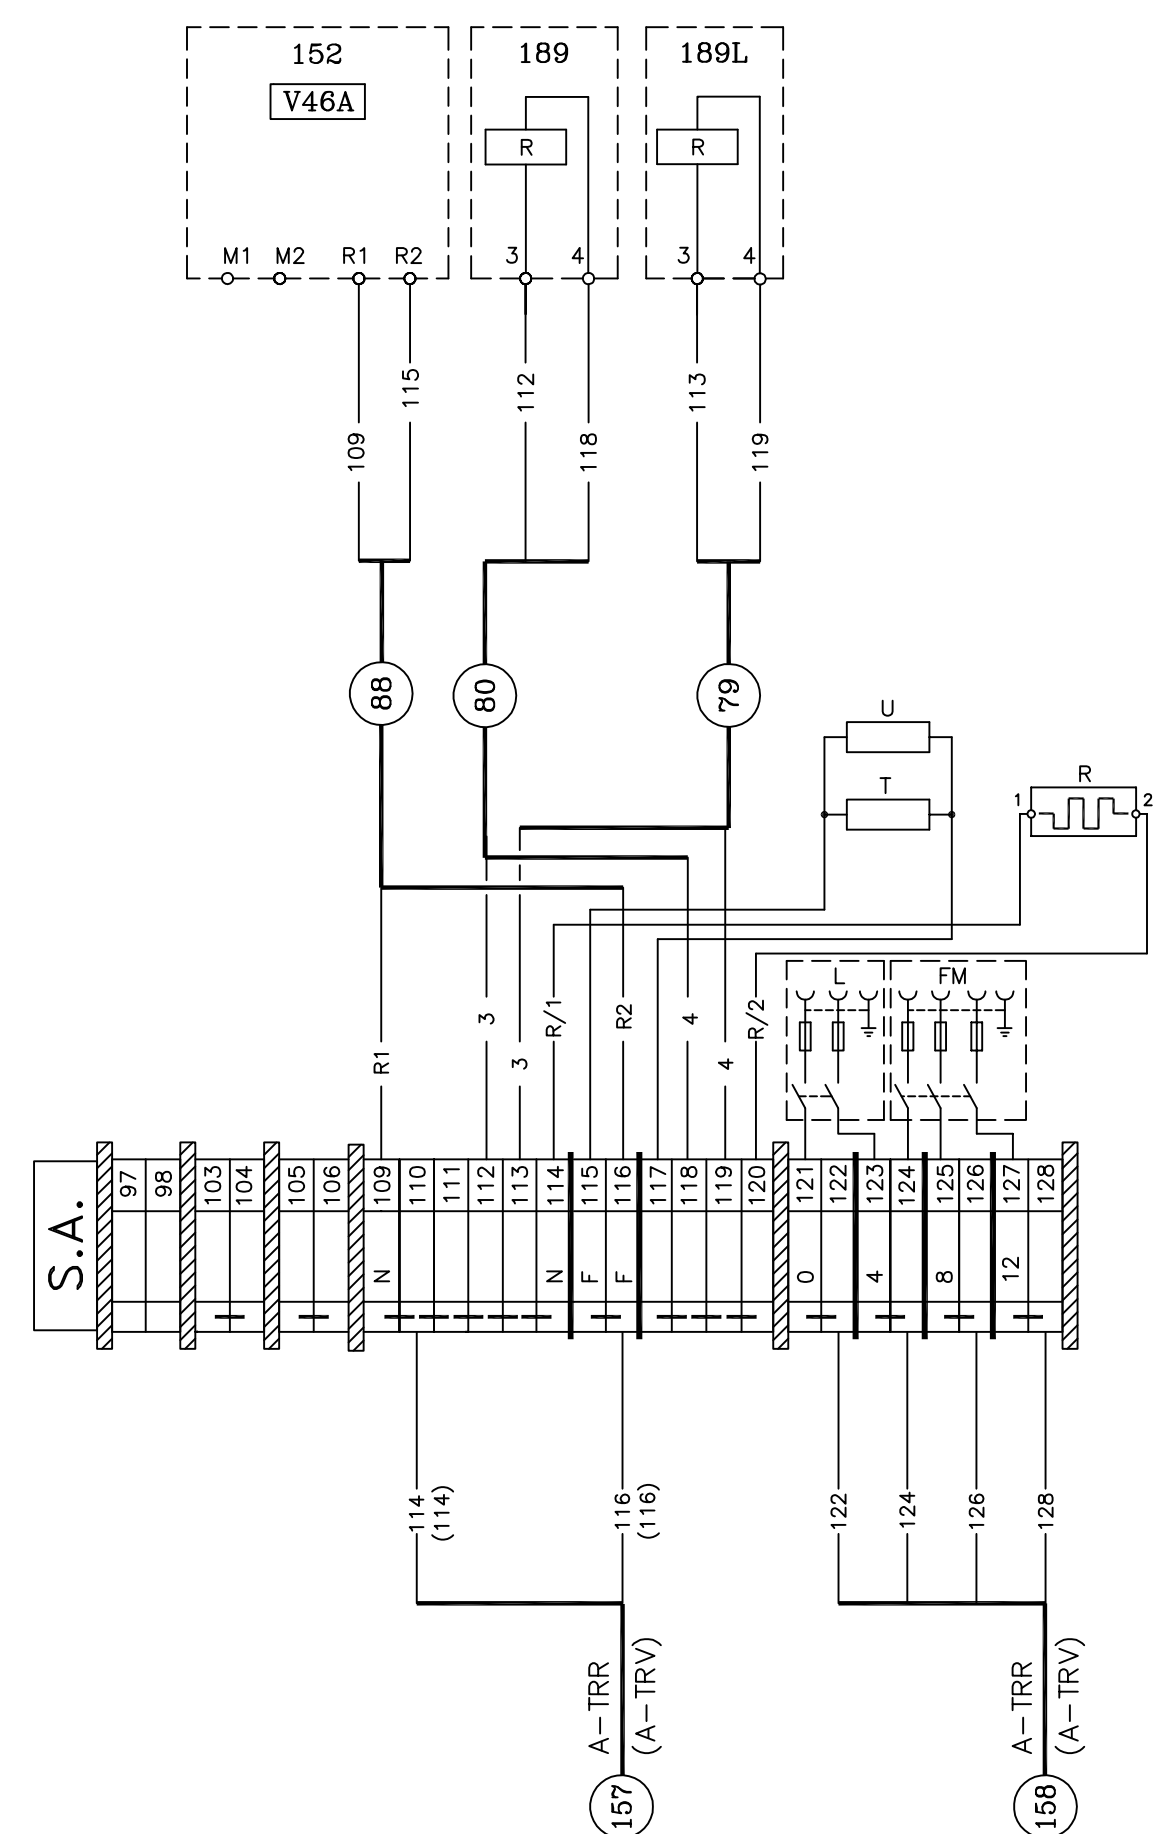 152
189
189L
V46A
R
R
M1 M2 R1 R2
3 4
3 4
109
115
112
118
113
119
88
80
79
U
T
R
1
2
L
FM
R1
3
3
R/1
R2
4
4
R/2
S.A.
97
98
103
104
105
106
109
110
111
112
113
114
115
116
117
118
119
120
121
122
123
124
125
126
127
128
N
N
F
F
0
4
8
12
114
(114)
116
(116)
122
124
126
128
A-TRR
(A-TRV)
A-TRR
(A-TRV)
157
158